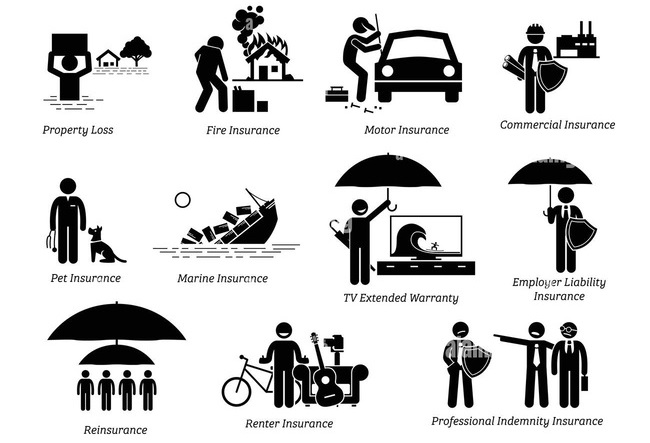 Property Loss
Fire Insurance
Motor Insurance
Commercial Insurance
Pet Insurance
Marine Insurance
TV Extended Warranty
Employer Liability
Insurance
Reinsurance
Renter Insurance
Professional Indemnity Insurance